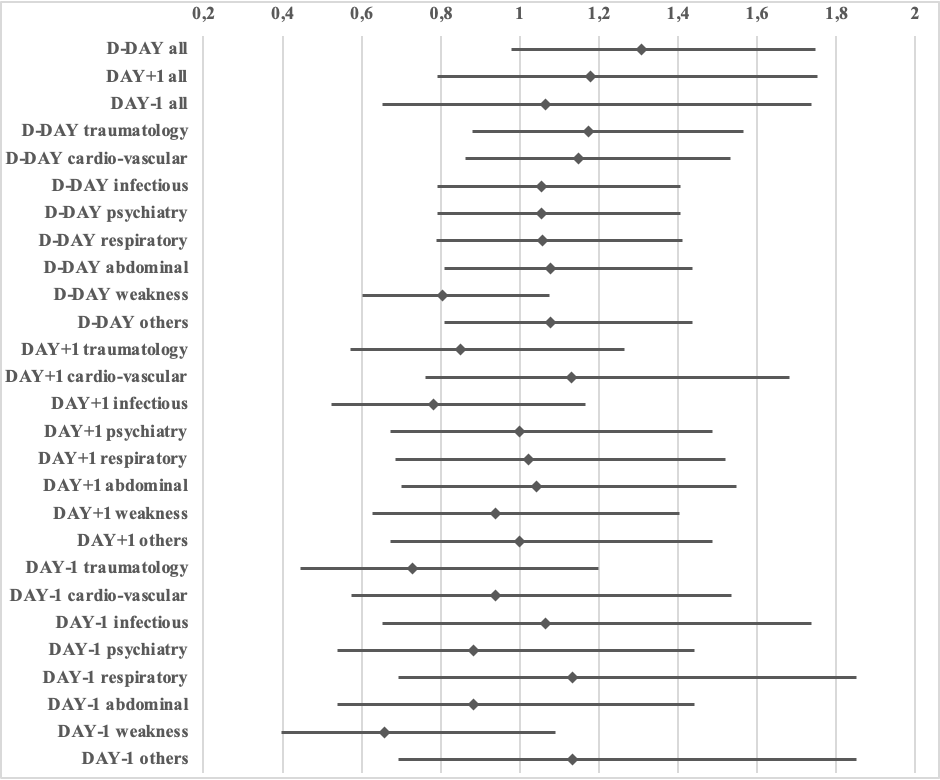 0,2 0,4 0,6 0,8 1 1,2 1,4 1,6 1,8 2
D-DAY all
DAY+1 all
DAY-1 all
D-DAY traumatology
D-DAY cardio-vascular
D-DAY infectious
D-DAY psychiatry
D-DAY respiratory
D-DAY abdominal
D-DAY weakness
D-DAY others
DAY+1 traumatology
DAY+1 cardio-vascular
DAY+1 infectious
DAY+1 psychiatry
DAY+1 respiratory
DAY+1 abdominal
DAY+1 weakness
DAY+1 others
DAY-1 traumatology
DAY-1 cardio-vascular
DAY-1 infectious
DAY-1 psychiatry
DAY-1 respiratory
DAY-1 abdominal
DAY-1 weakness
DAY-1 others